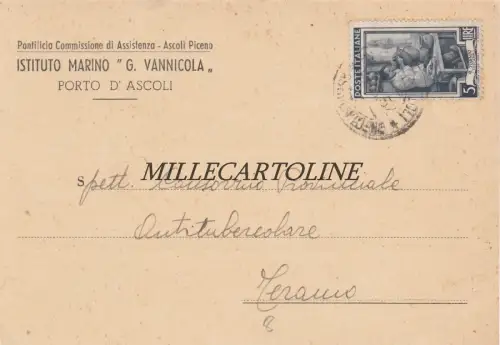 Pontificia Commissione di Assistenza - Ascoli Piceno
ISTITUTO MARINO "G. VANNICOLA„
PORTO D'ASCOLI
POSTE ITALIANE
LIRE
5
MILLECARTOLINE
Spett. Consorzio Provinciale
Antitubercolare
Teramo